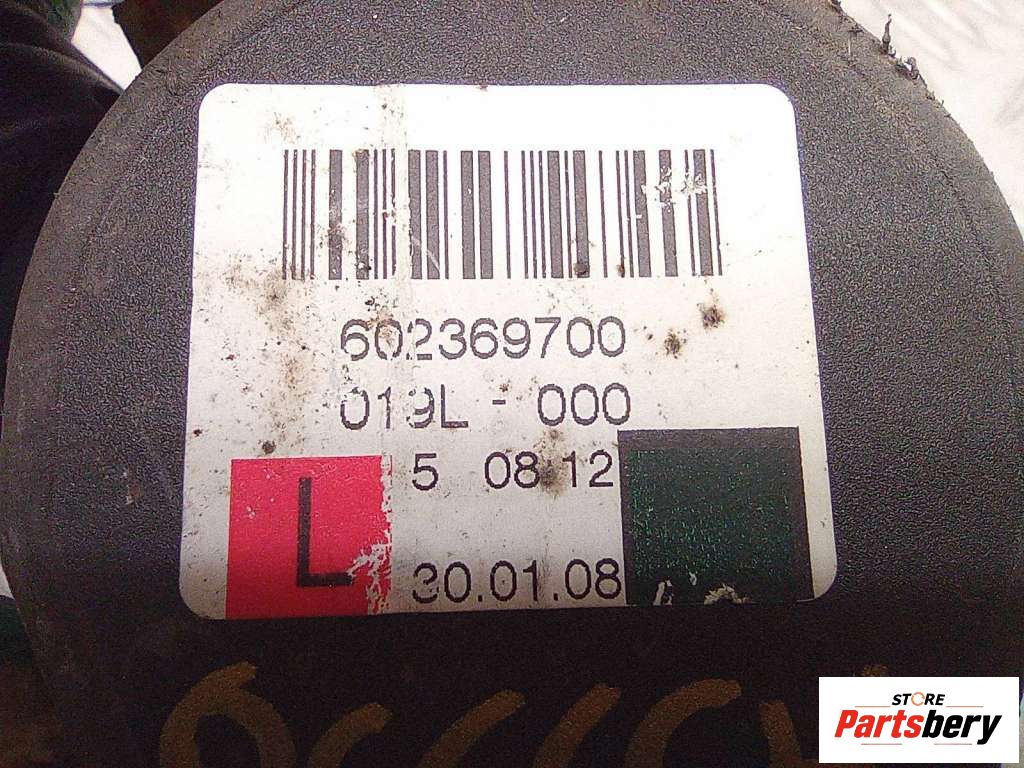 602369700
019L - 000
5 08 12
L
30.01.08
STORE
Partsbery